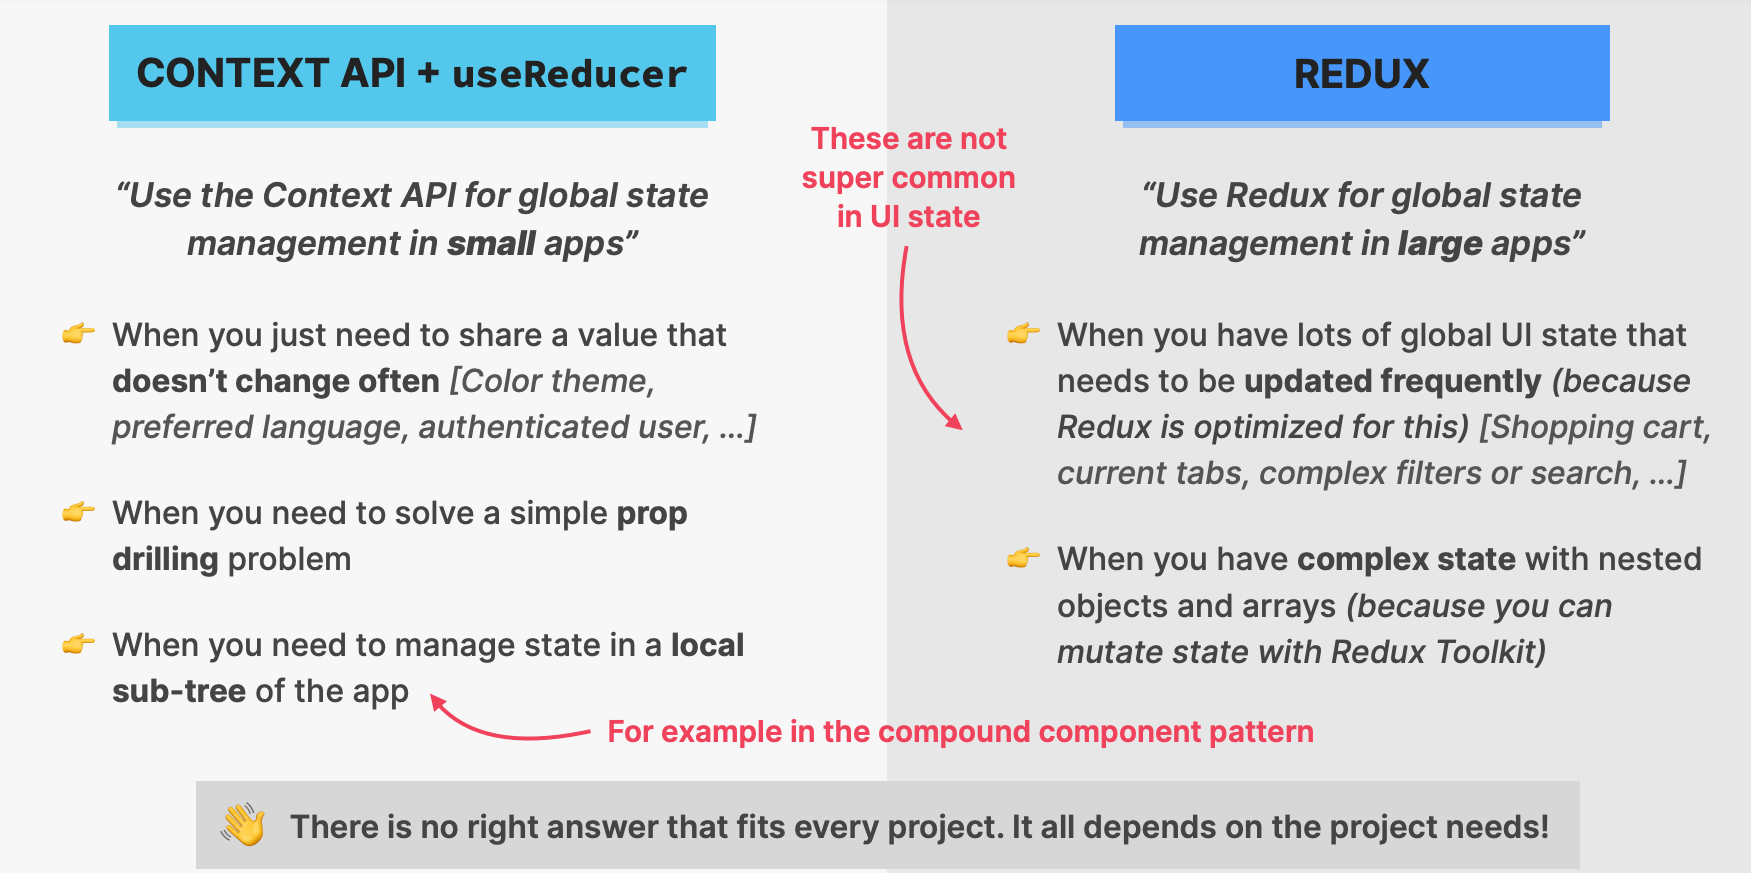 CONTEXT API + useReducer
“Use the Context API for global state
management in small apps”
👉 When you just need to share a value that
doesn’t change often [Color theme,
preferred language, authenticated user, …]
👉 When you need to solve a simple prop
drilling problem
👉 When you need to manage state in a local
sub-tree of the app
For example in the compound component pattern
These are not
super common
in UI state
REDUX
“Use Redux for global state
management in large apps”
👉 When you have lots of global UI state that
needs to be updated frequently (because
Redux is optimized for this) [Shopping cart,
current tabs, complex filters or search, …]
👉 When you have complex state with nested
objects and arrays (because you can
mutate state with Redux Toolkit)
👋 There is no right answer that fits every project. It all depends on the project needs!